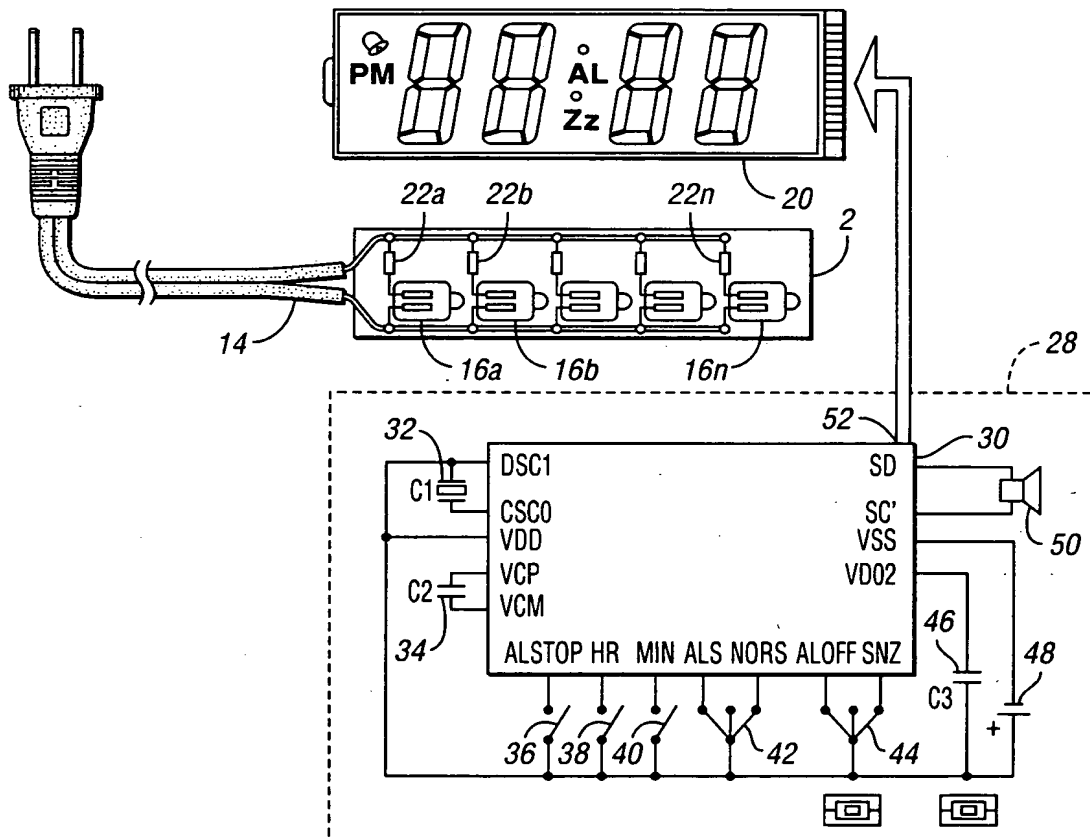 PM AL
Zz
20
22a 22b 22n 2
14
16a 16b 16n
28
52
32 30
DSC1 SD
C1
CSC0 SC'
50
VDD VSS
VCP VD02
C2
VCM
34
46
ALSTOP HR MIN ALS NORS ALOFF SNZ
48
C3
36 38 40 42 44 +